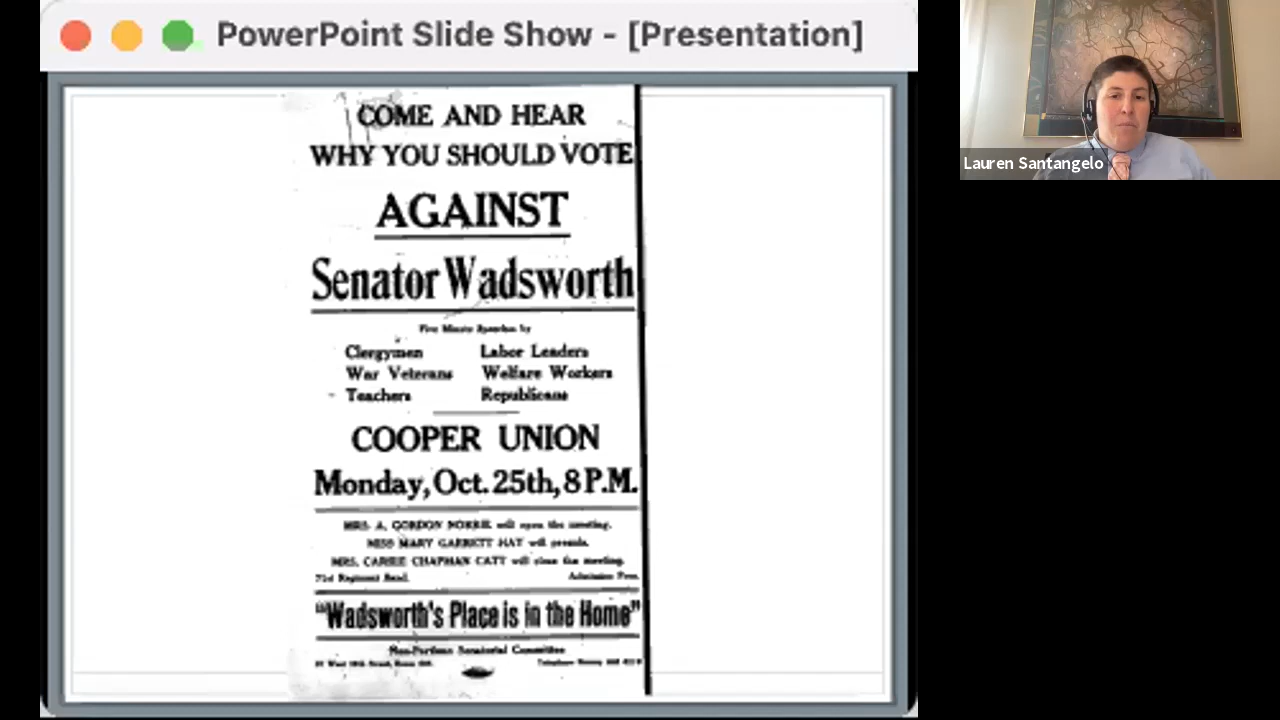 PowerPoint Slide Show - [Presentation]
COME AND HEAR
WHY YOU SHOULD VOTE
AGAINST
Senator Wadsworth
Five Minute Speeches by
Clergymen Labor Leaders
War Veterans Welfare Workers
Teachers Republicans
COOPER UNION
Monday, Oct. 25th, 8 P.M.
MRS. A. GORDON NORRIE will open the meeting.
MISS MARY GARRETT HAY will preside.
MRS. CARRIE CHAPMAN CATT will close the meeting.
71st Regiment Band. Admission Free.
"Wadsworth's Place is in the Home"
Non-Partisan Senatorial Committee
Street, Room
Telephone
Lauren Santangelo